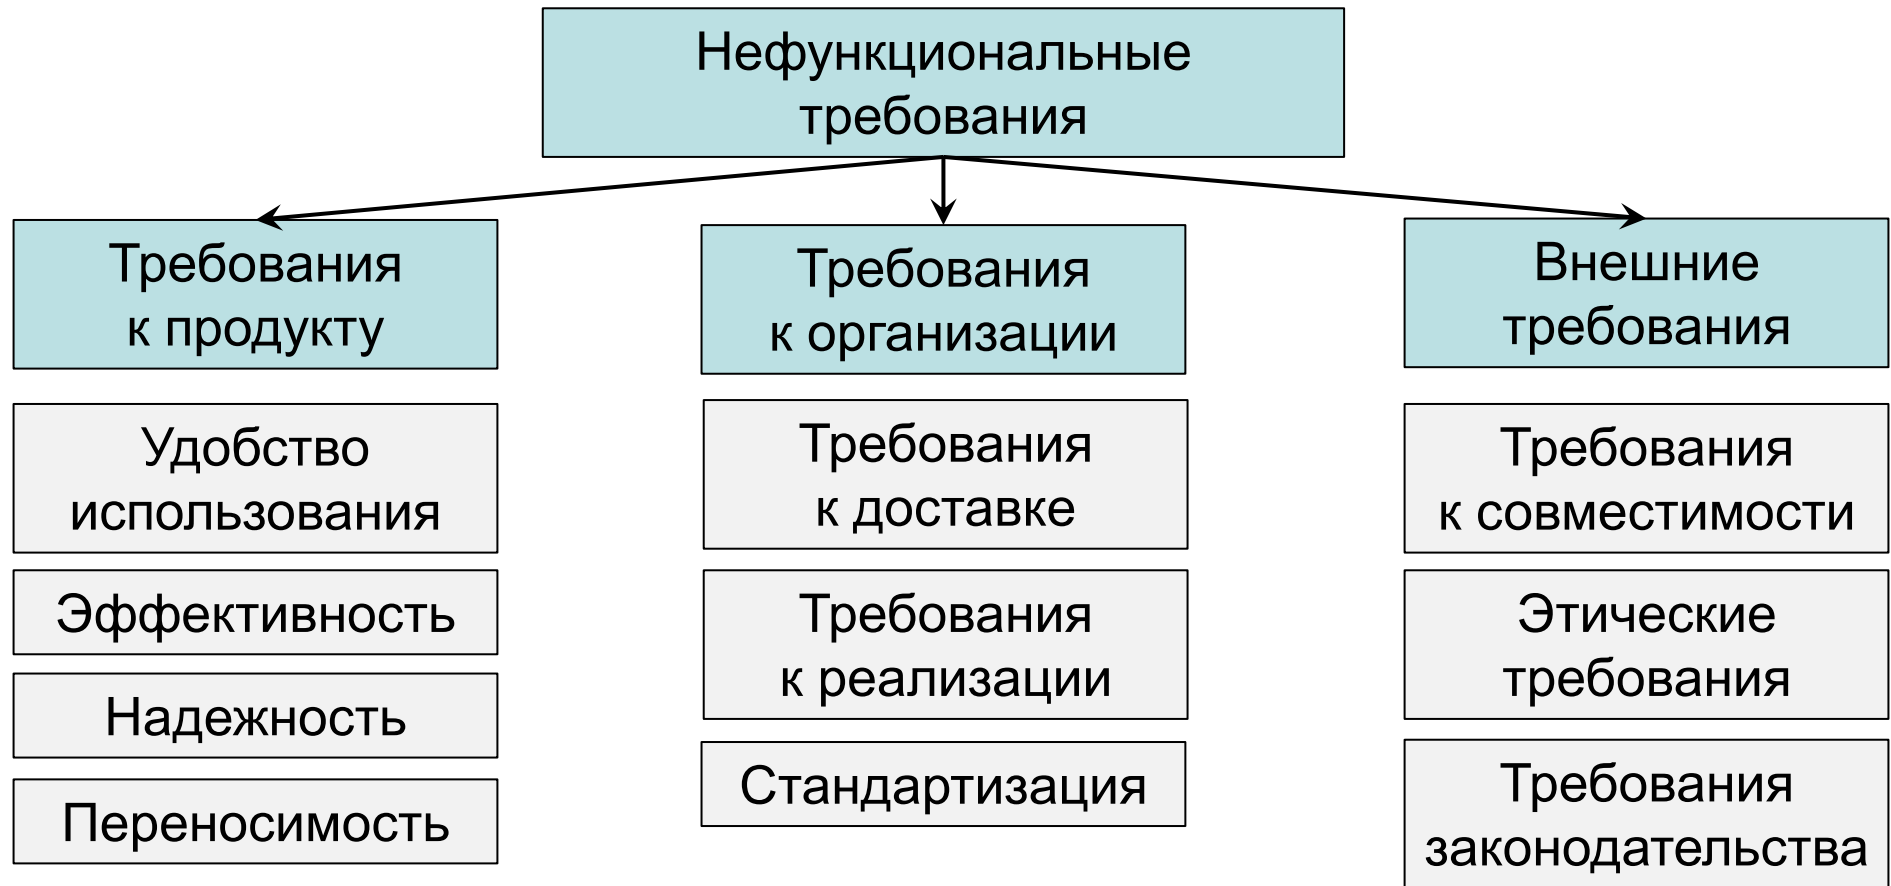 Нефункциональные
требования
Требования
к продукту
Требования
к организации
Внешние
требования
Удобство
использования
Эффективность
Надежность
Переносимость
Требования
к доставке
Требования
к реализации
Стандартизация
Требования
к совместимости
Этические
требования
Требования
законодательства